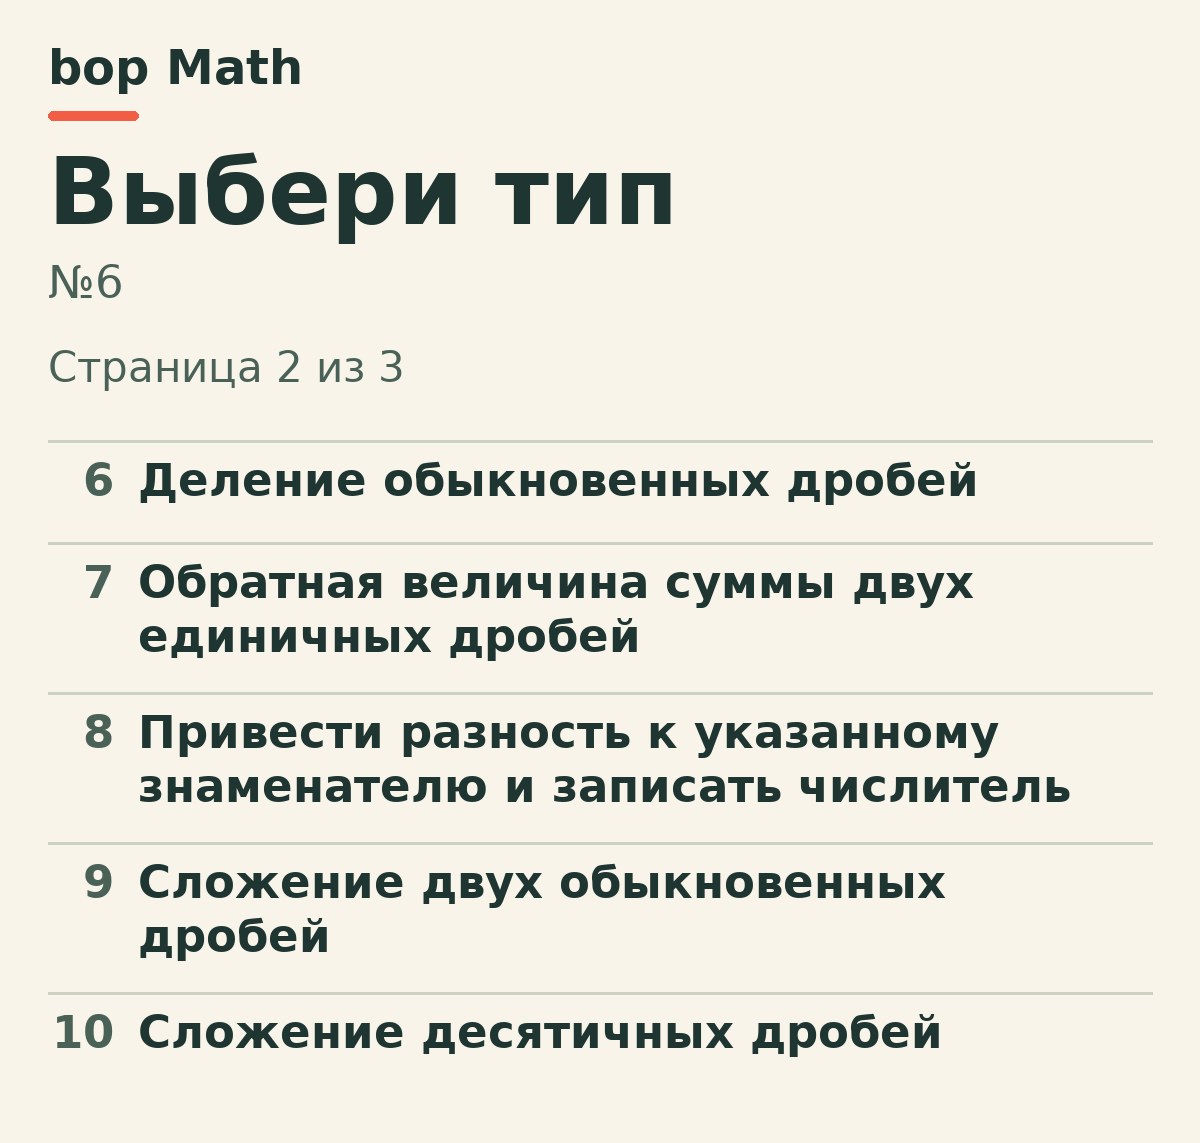 bop Math
Выбери тип
№6
Страница 2 из 3
6 Деление обыкновенных дробей
7 Обратная величина суммы двух
единичных дробей
8 Привести разность к указанному
знаменателю и записать числитель
9 Сложение двух обыкновенных
дробей
10 Сложение десятичных дробей